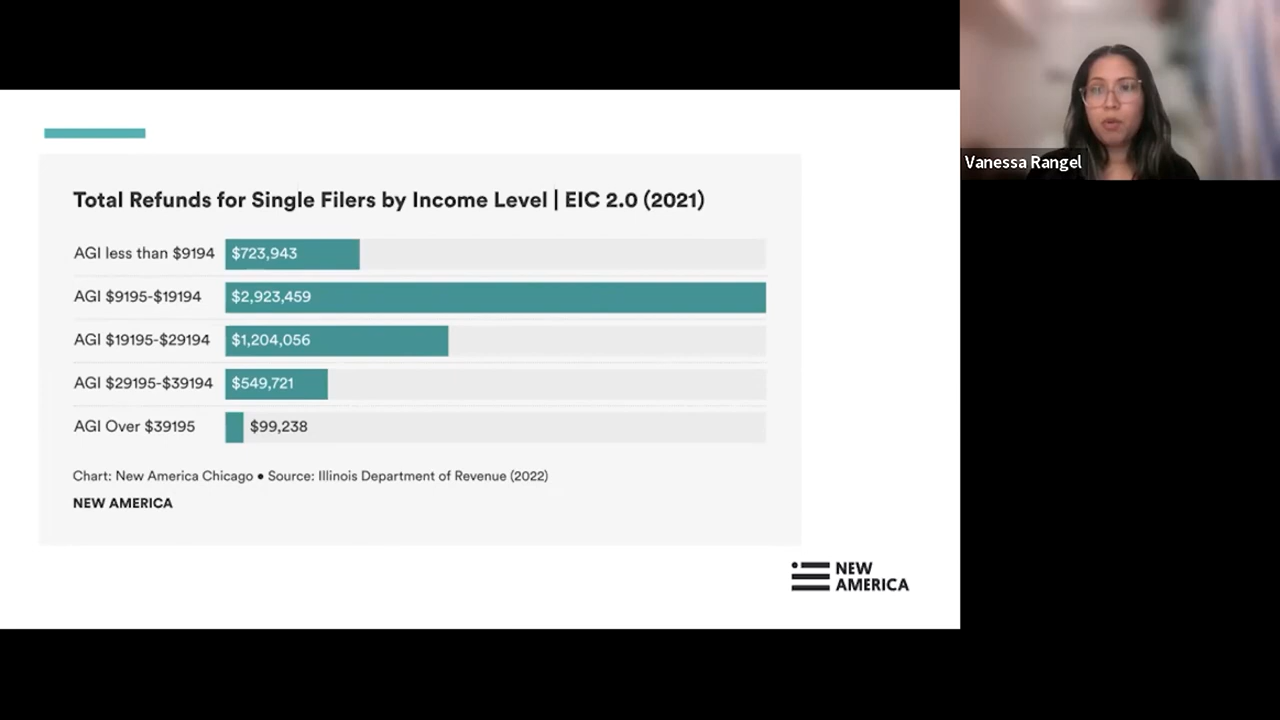 Total Refunds for Single Filers by Income Level | EIC 2.0 (2021)
AGI less than $9194 $723,943
AGI $9195-$19194 $2,923,459
AGI $19195-$29194 $1,204,056
AGI $29195-$39194 $549,721
AGI Over $39195 $99,238
Chart: New America Chicago • Source: Illinois Department of Revenue (2022)
NEW AMERICA
NEW
AMERICA
Vanessa Rangel